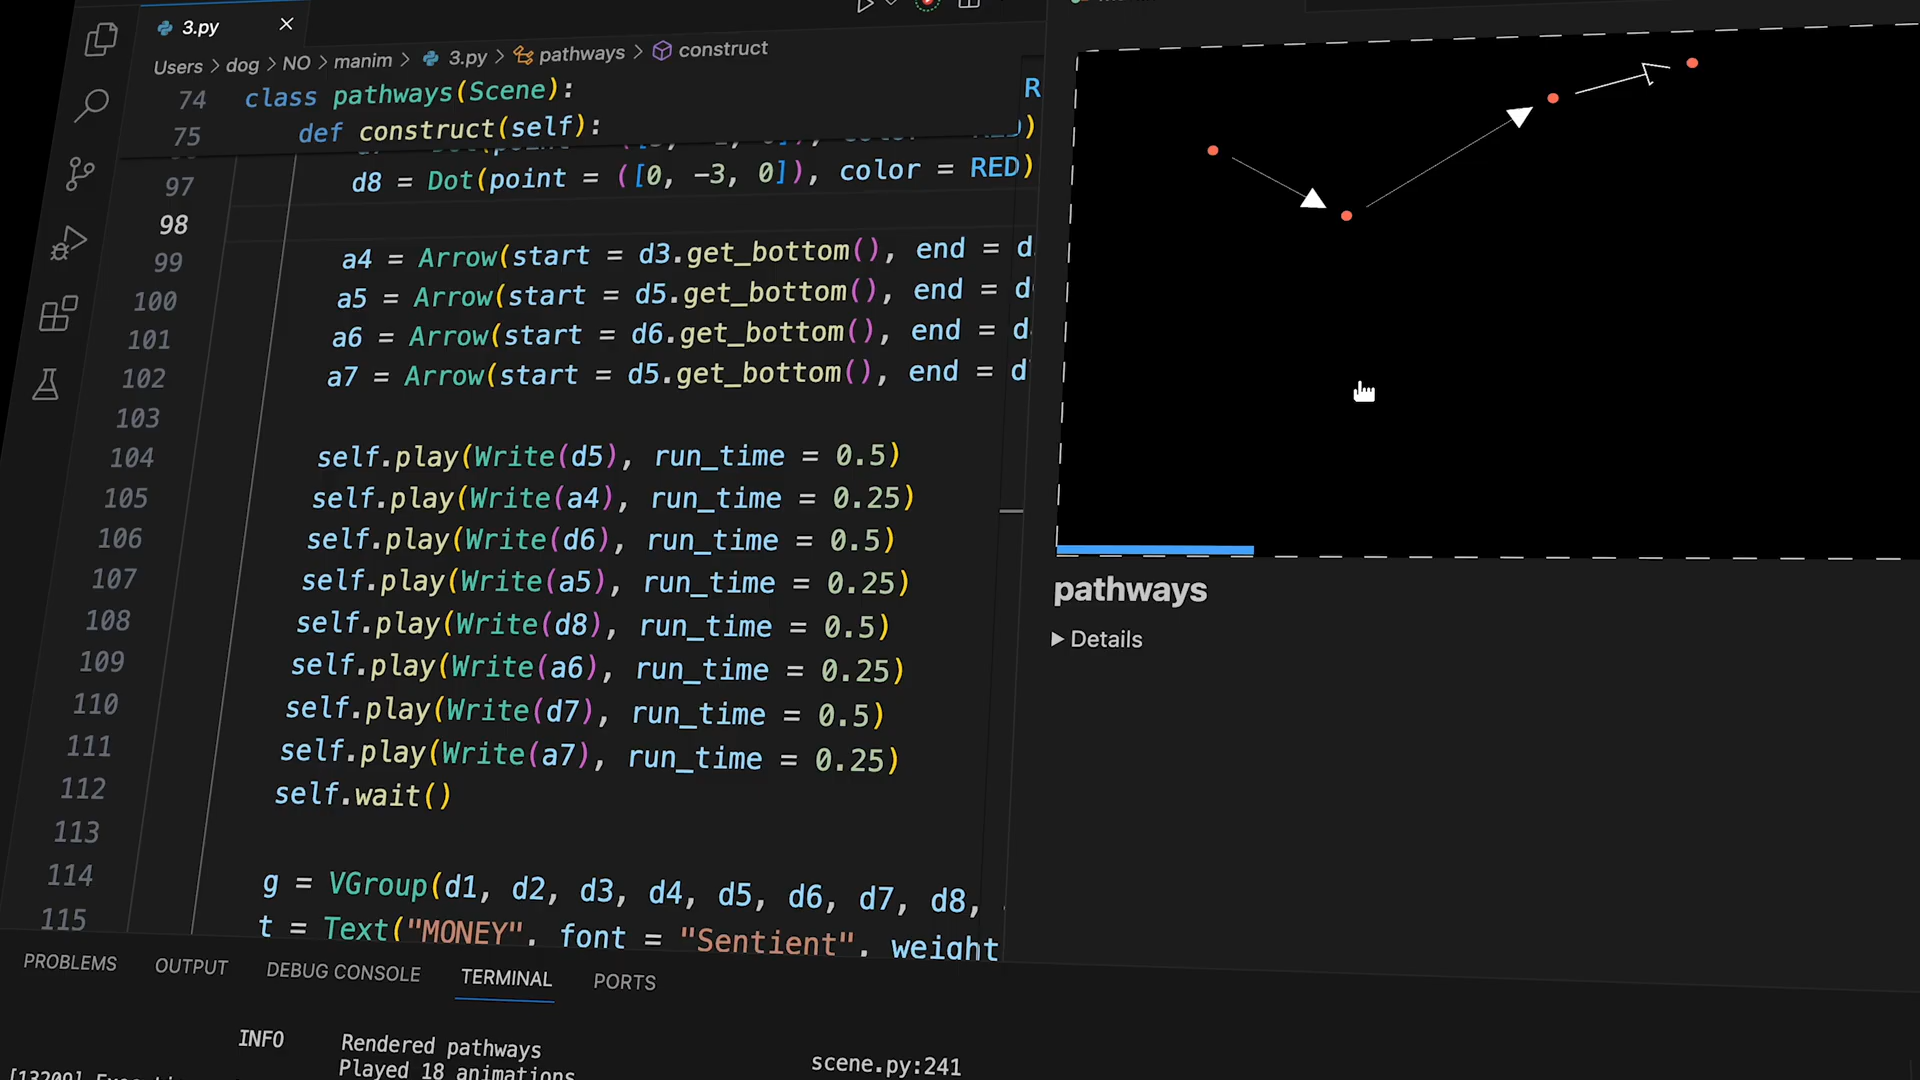 3.py
Users > dog > NO > manim > 3.py > pathways > construct
74 class pathways(Scene):
75 def construct(self):
97 d8 = Dot(point = ([0, -3, 0]), color = RED)
98
99 a4 = Arrow(start = d3.get_bottom(), end = d
100 a5 = Arrow(start = d5.get_bottom(), end = d
101 a6 = Arrow(start = d6.get_bottom(), end = d
102 a7 = Arrow(start = d5.get_bottom(), end = d
103
104 self.play(Write(d5), run_time = 0.5)
105 self.play(Write(a4), run_time = 0.25)
106 self.play(Write(d6), run_time = 0.5)
107 self.play(Write(a5), run_time = 0.25)
108 self.play(Write(d8), run_time = 0.5)
109 self.play(Write(a6), run_time = 0.25)
110 self.play(Write(d7), run_time = 0.5)
111 self.play(Write(a7), run_time = 0.25)
112 self.wait()
113
114 g = VGroup(d1, d2, d3, d4, d5, d6, d7, d8,
115 t = Text("MONEY", font = "Sentient", weight
pathways
Details
PROBLEMS OUTPUT DEBUG CONSOLE TERMINAL PORTS
INFO Rendered pathways scene.py:241
Played 18 animations